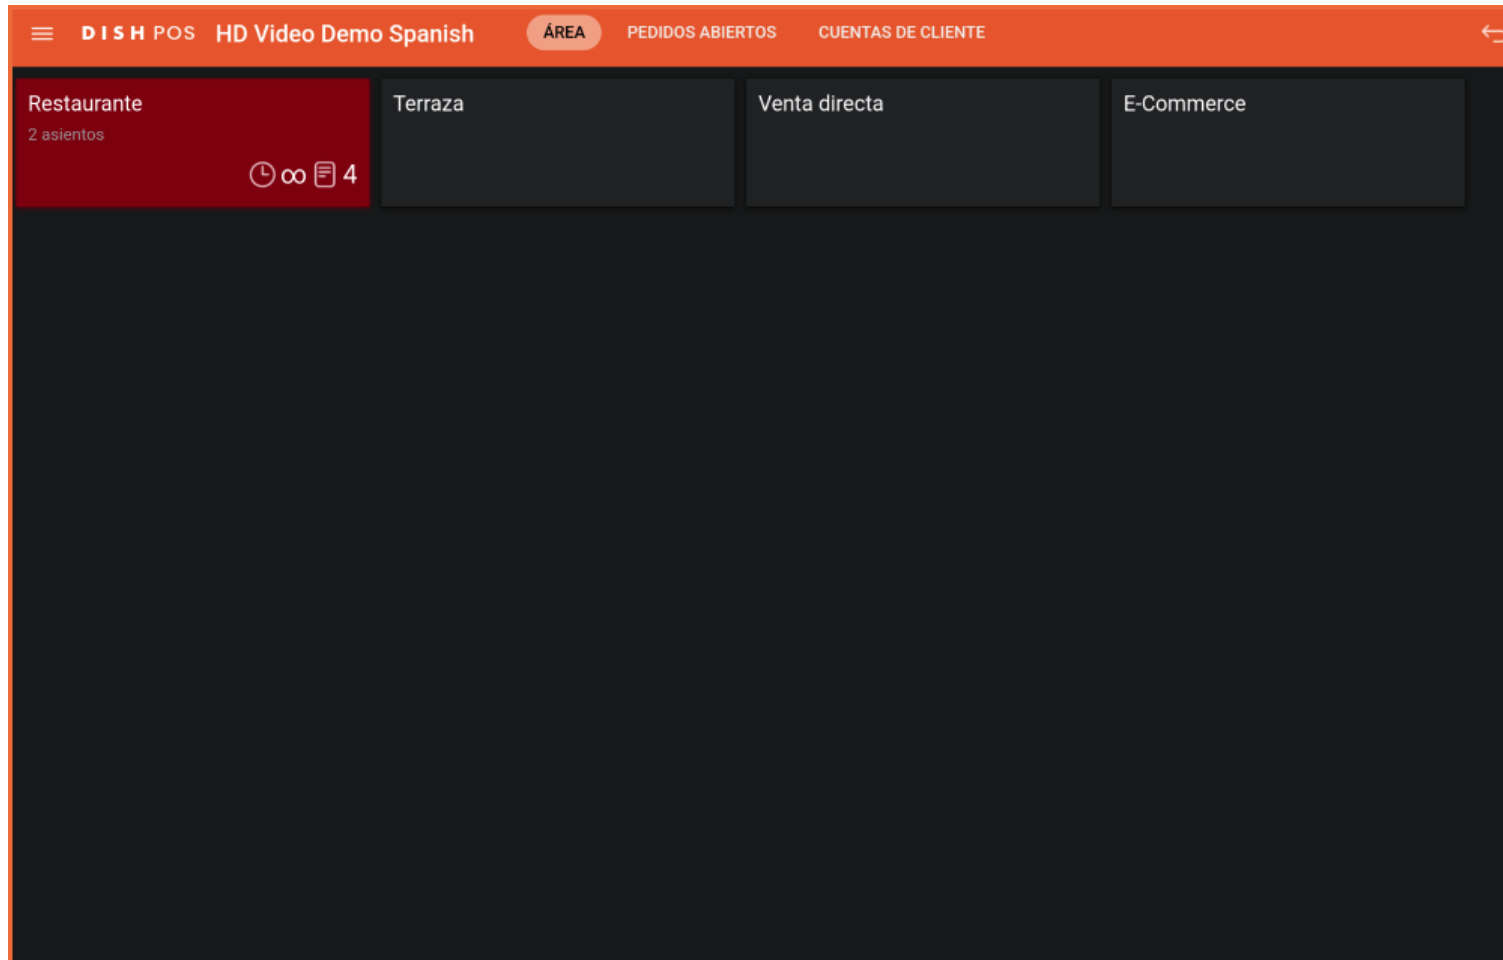 DISH POS HD Video Demo Spanish ÁREA PEDIDOS ABIERTOS CUENTAS DE CLIENTE
Restaurante
2 asientos
∞ 4
Terraza
Venta directa
E-Commerce